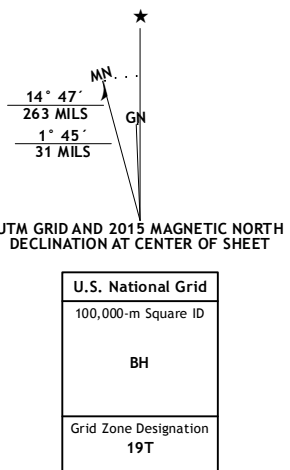 ★
MN
GN
14° 47´
263 MILS
1° 45´
31 MILS
UTM GRID AND 2015 MAGNETIC NORTH
DECLINATION AT CENTER OF SHEET
U.S. National Grid
100,000-m Square ID
BH
Grid Zone Designation
19T